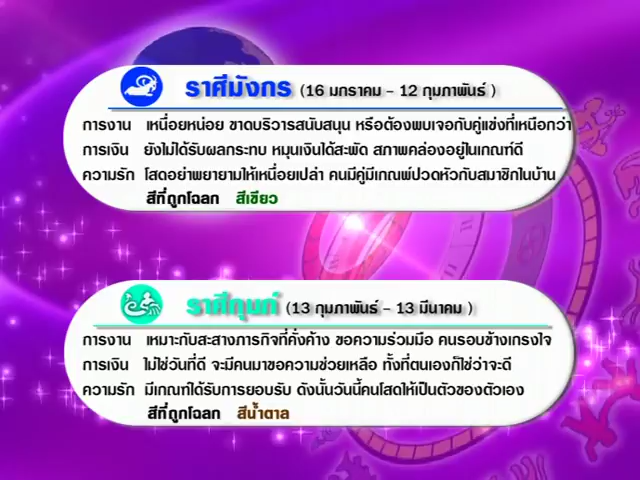 ราศีมังกร (16 มกราคม - 12 กุมภาพันธ์ )
การงาน เหนื่อยหน่อย ขาดบริวารสนับสนุน หรือต้องพบเจอกับคู่แข่งที่เหนือกว่า
การเงิน ยังไม่ได้รับผลกระทบ หมุนเงินได้สะพัด สภาพคล่องอยู่ในเกณฑ์ดี
ความรัก โสดอย่าพยายามให้เหนื่อยเปล่า คนมีคู่มีเกณฑ์ปวดหัวกับสมาชิกในบ้าน
สีที่ถูกโฉลก สีเขียว
ราศีกุมภ์ (13 กุมภาพันธ์ - 13 มีนาคม )
การงาน เหมาะกับสะสางภารกิจที่คั่งค้าง ขอความร่วมมือ คนรอบข้างเกรงใจ
การเงิน ไม่ใช่วันที่ดี จะมีคนมาขอความช่วยเหลือ ทั้งที่ตนเองก็ใช่ว่าจะดี
ความรัก มีเกณฑ์ได้รับการยอบรับ ดังนั้นวันนี้คนโสดให้เป็นตัวของตัวเอง
สีที่ถูกโฉลก สีน้ำตาล